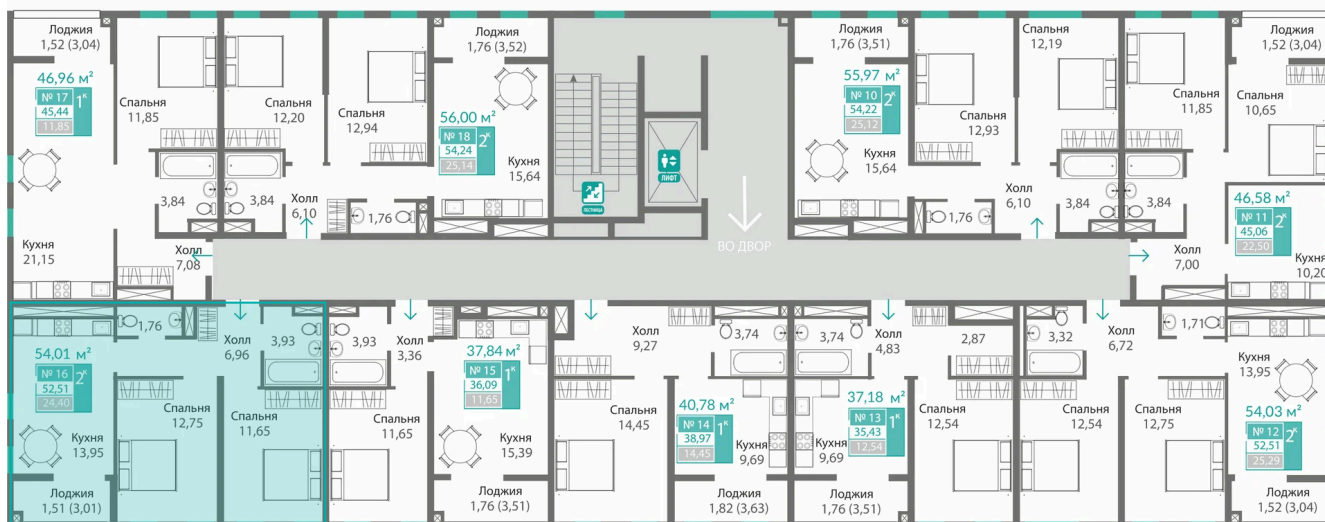 Лоджия
1,52 (3,04)
46,96 м²
№ 17
45,44
11,85
1к
Спальня
11,85
3,84
Кухня
21,15
Холл
7,08
Спальня
12,20
Спальня
12,94
3,84
Холл
6,10
1,76
Лоджия
1,76 (3,52)
56,00 м²
№ 18
54,24
25,14
2к
Кухня
15,64
ЛЕСТНИЦА
ЛИФТ
ВО ДВОР
Лоджия
1,76 (3,51)
55,97 м²
№ 10
54,22
25,12
2к
Кухня
15,64
Спальня
12,93
Спальня
12,19
1,76
Холл
6,10
3,84
Спальня
11,85
3,84
Холл
7,00
Лоджия
1,52 (3,04)
Спальня
10,65
46,58 м²
№ 11
45,06
22,50
2к
Кухня
10,20
54,01 м²
№ 16
52,51
24,40
2к
1,76
Холл
6,96
3,93
Кухня
13,95
Спальня
12,75
Спальня
11,65
Лоджия
1,51 (3,01)
3,93
Холл
3,36
Спальня
11,65
37,84 м²
№ 15
36,09
11,65
1к
Кухня
15,39
Лоджия
1,76 (3,51)
Холл
9,27
3,74
Спальня
14,45
40,78 м²
№ 14
38,97
14,45
1к
Кухня
9,69
Лоджия
1,82 (3,63)
3,74
Холл
4,83
2,87
37,18 м²
№ 13
35,43
12,54
1к
Кухня
9,69
Спальня
12,54
Лоджия
1,76 (3,51)
3,32
Холл
6,72
1,71
Спальня
12,54
Спальня
12,75
Кухня
13,95
54,03 м²
№ 12
52,51
25,29
2к
Лоджия
1,52 (3,04)